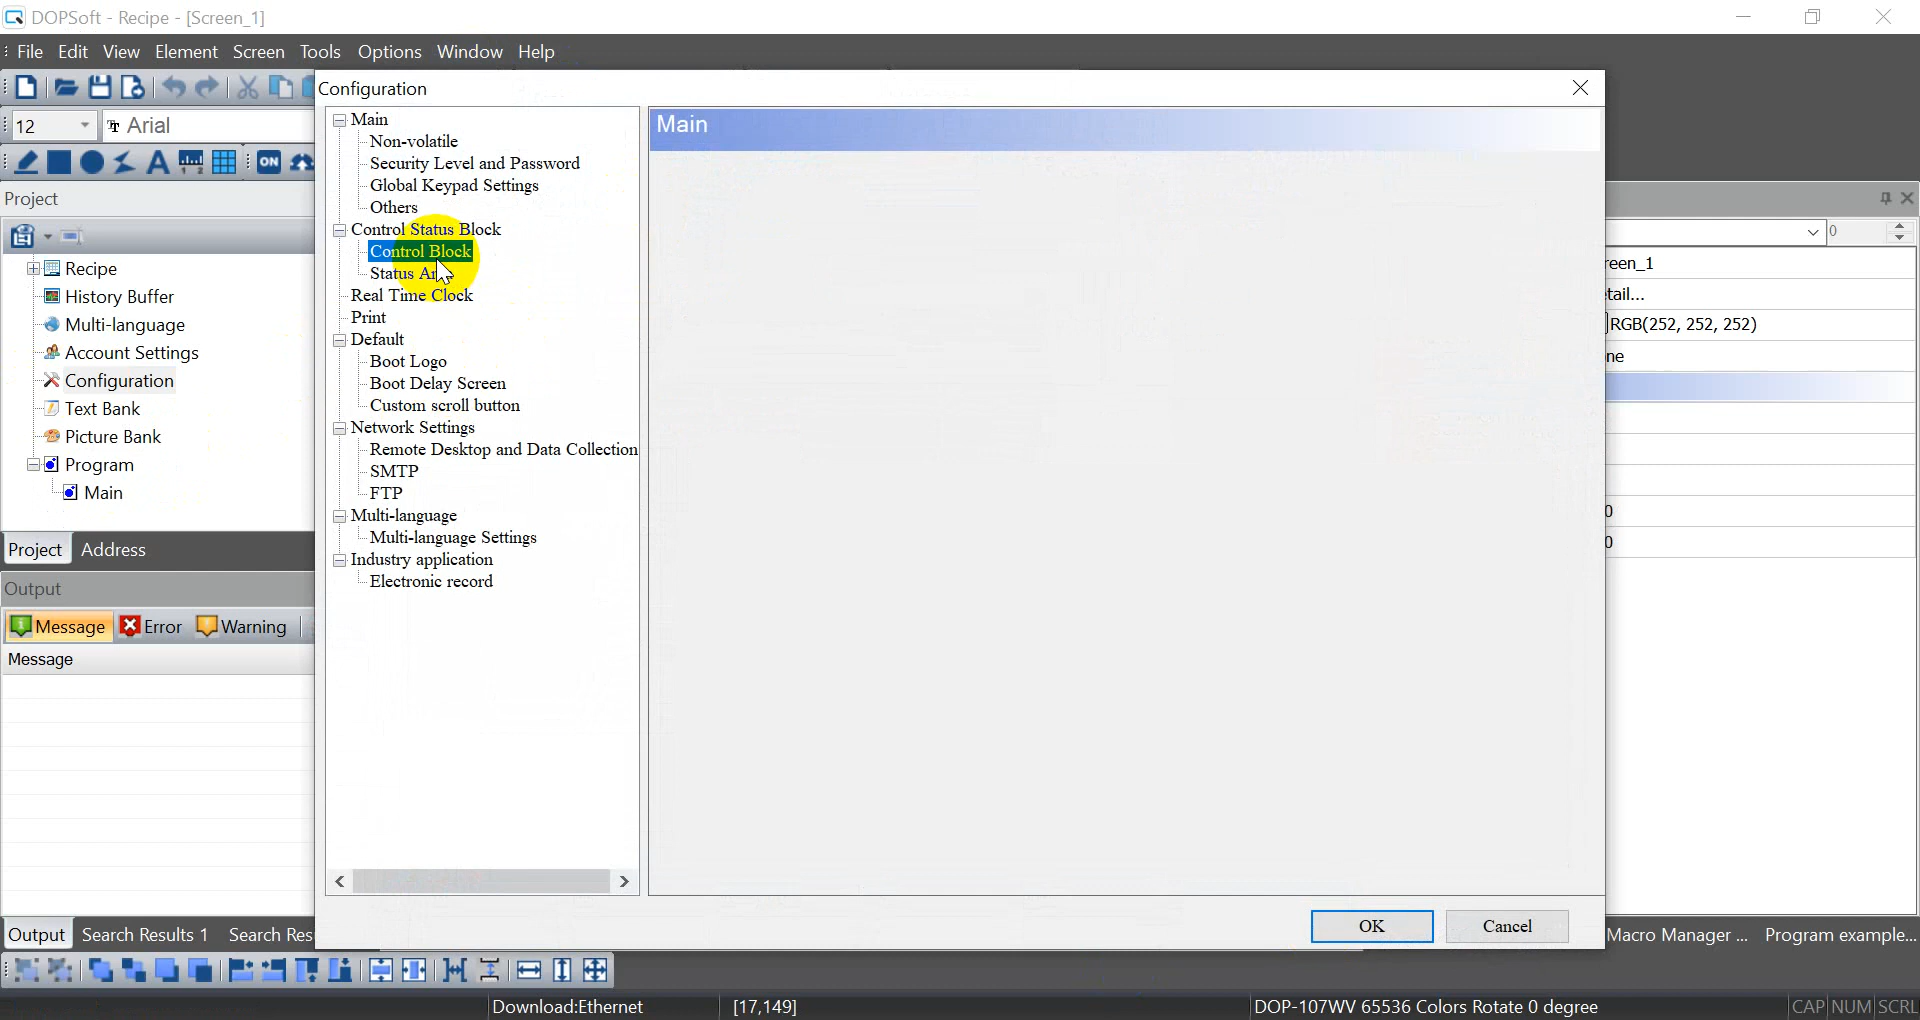 DOPSoft - Recipe - [Screen_1]
File Edit View Element Screen Tools Options Window Help
12 Arial
ON
Project
Recipe
History Buffer
Multi-language
Account Settings
Configuration
Text Bank
Picture Bank
Program
Main
Project Address
Output
Message Error Warning
Message
Output Search Results 1 Search Res
Configuration
Main
Non-volatile
Security Level and Password
Global Keypad Settings
Others
Control Status Block
Control Block
Status Ar
Real Time Clock
Print
Default
Boot Logo
Boot Delay Screen
Custom scroll button
Network Settings
Remote Desktop and Data Collection
SMTP
FTP
Multi-language
Multi-language Settings
Industry application
Electronic record
Main
OK Cancel
0
reen_1
tail...
RGB(252, 252, 252)
ne
0
0
Macro Manager ... Program example...
Download:Ethernet [17,149] DOP-107WV 65536 Colors Rotate 0 degree CAP NUM SCRL